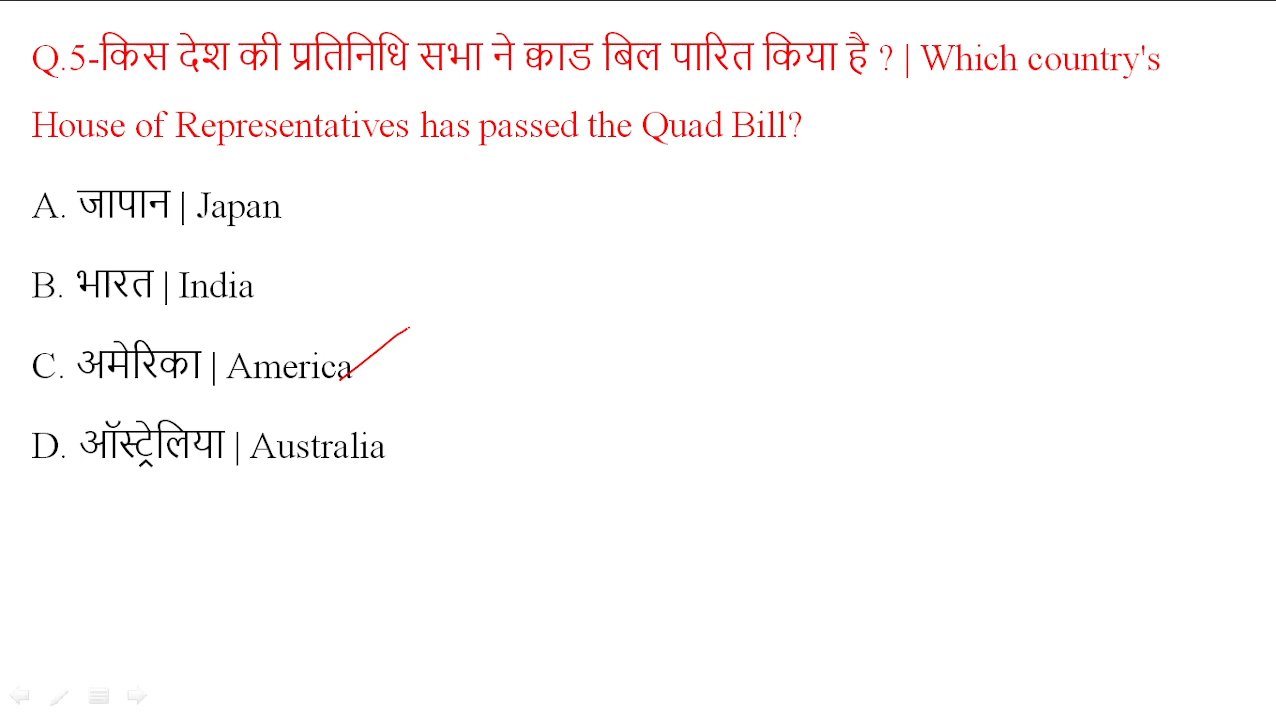 Q.5-किस देश की प्रतिनिधि सभा ने क्वाड बिल पारित किया है ? | Which country's
House of Representatives has passed the Quad Bill?
A. जापान | Japan
B. भारत | India
C. अमेरिका | America
D. ऑस्ट्रेलिया | Australia